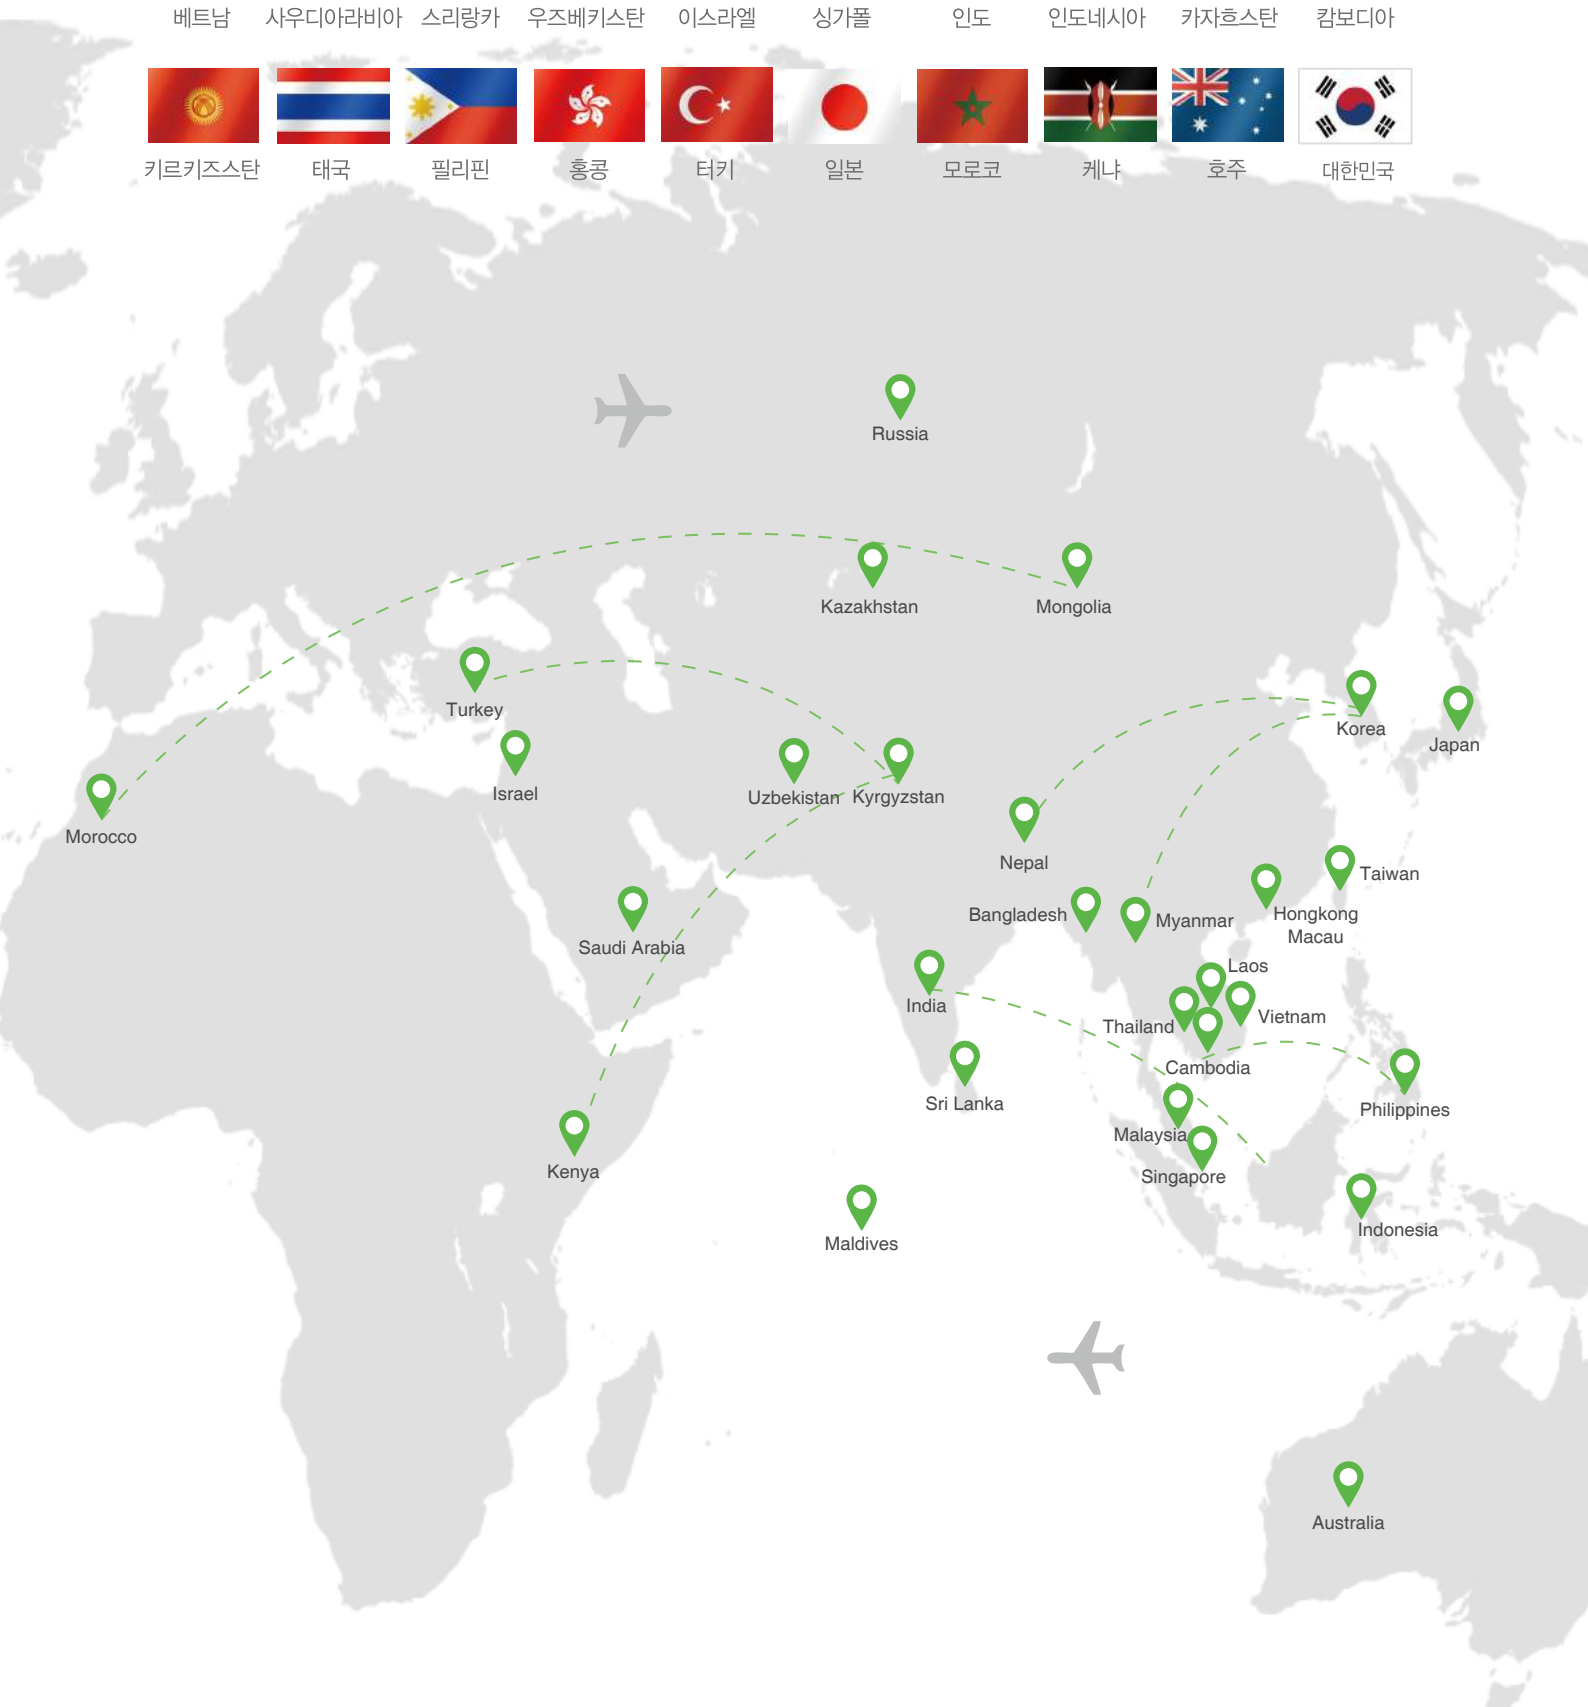 베트남 사우디아라비아 스리랑카 우즈베키스탄 이스라엘 싱가폴 인도 인도네시아 카자흐스탄 캄보디아
키르키즈스탄 태국 필리핀 홍콩 터키 일본 모로코 케냐 호주 대한민국
Russia
Kazakhstan
Mongolia
Turkey
Korea
Japan
Israel
Uzbekistan
Kyrgyzstan
Morocco
Nepal
Taiwan
Bangladesh
Myanmar
Hongkong
Macau
Saudi Arabia
Laos
India
Thailand
Vietnam
Cambodia
Sri Lanka
Philippines
Malaysia
Kenya
Singapore
Indonesia
Maldives
Australia